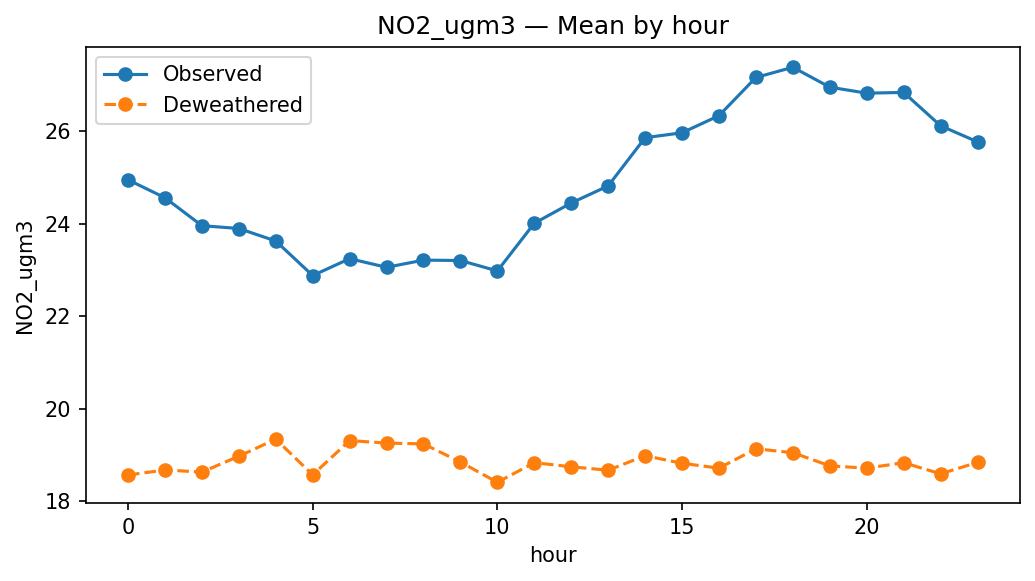 NO2_ugm3 — Mean by hour
Observed
Deweathered
NO2_ugm3
26
24
22
20
18
0 5 10 15 20
hour